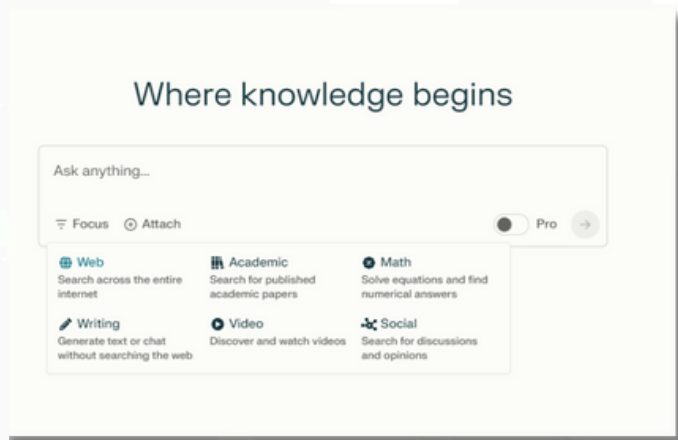 Where knowledge begins
Ask anything...
Focus Attach Pro
Web
Search across the entire
internet
Academic
Search for published
academic papers
Math
Solve equations and find
numerical answers
Writing
Generate text or chat
without searching the web
Video
Discover and watch videos
Social
Search for discussions
and opinions